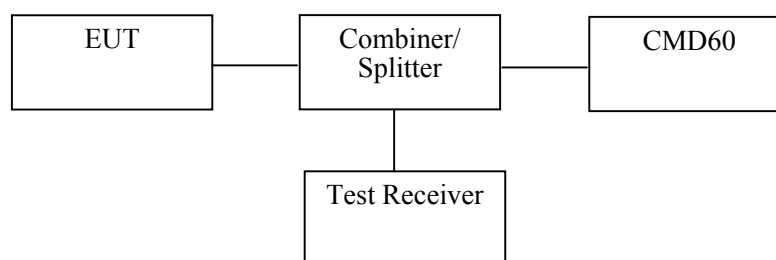 EUT
Combiner/
Splitter
CMD60
Test Receiver